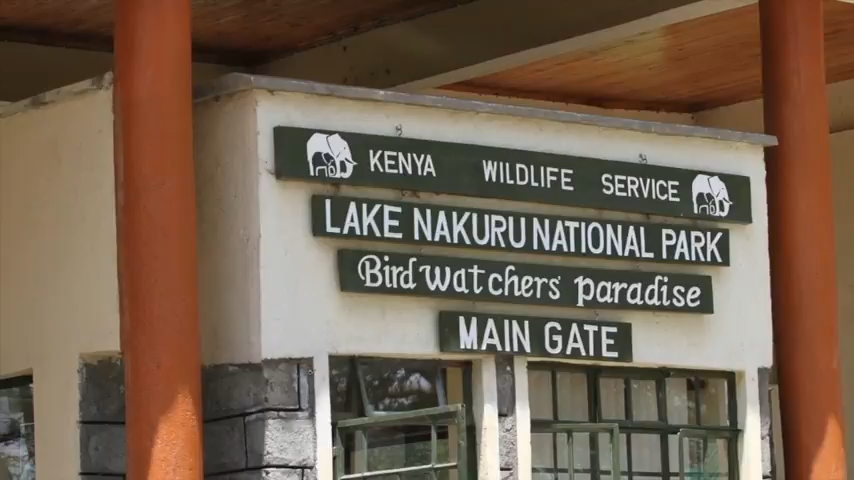 KENYA WILDLIFE SERVICE
LAKE NAKURU NATIONAL PARK
Bird watchers' paradise
MAIN GATE